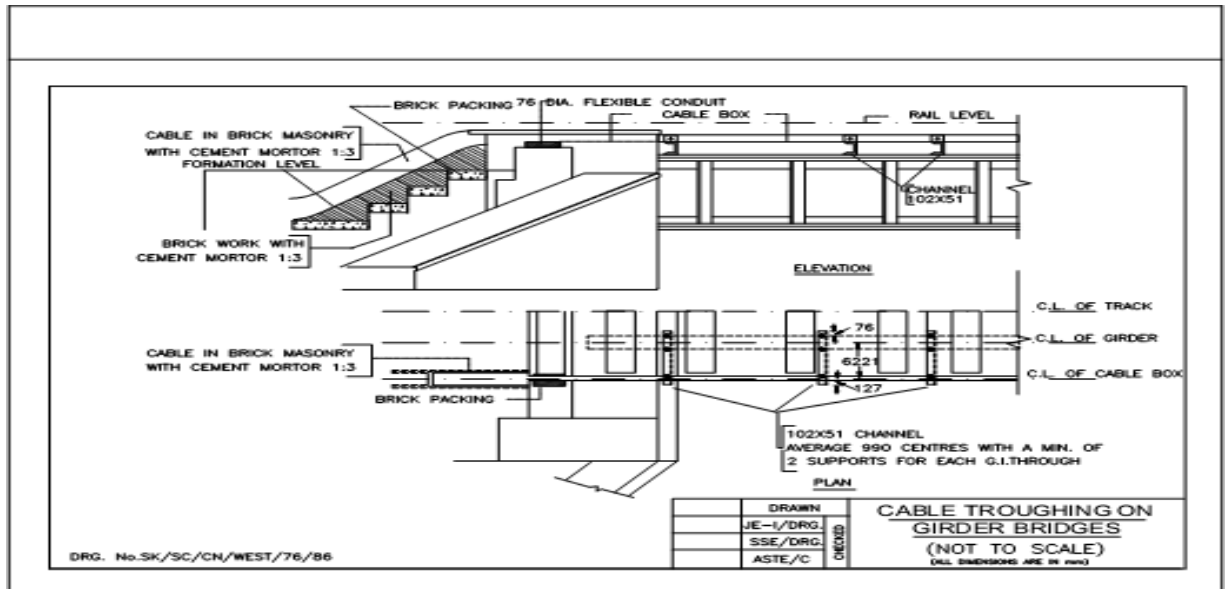 BRICK PACKING
76 DIA. FLEXIBLE CONDUIT
CABLE BOX
RAIL LEVEL
CABLE IN BRICK MASONRY
WITH CEMENT MORTOR 1:3
FORMATION LEVEL
CHANNEL
102X51
BRICK WORK WITH
CEMENT MORTOR 1:3
ELEVATION
C.L. OF TRACK
76
C.L. OF GIRDER
CABLE IN BRICK MASONRY
WITH CEMENT MORTOR 1:3
6221
C.L. OF CABLE BOX
127
BRICK PACKING
102X51 CHANNEL
AVERAGE 990 CENTRES WITH A MIN. OF
2 SUPPORTS FOR EACH G.I.THROUGH
PLAN
DRAWN
JE-I/DRG.
SSE/DRG.
ASTE/C
CHECKED
CABLE TROUGHING ON
GIRDER BRIDGES
(NOT TO SCALE)
(ALL DIMENSIONS ARE IN mm)
DRG. No.SK/SC/CN/WEST/76/86